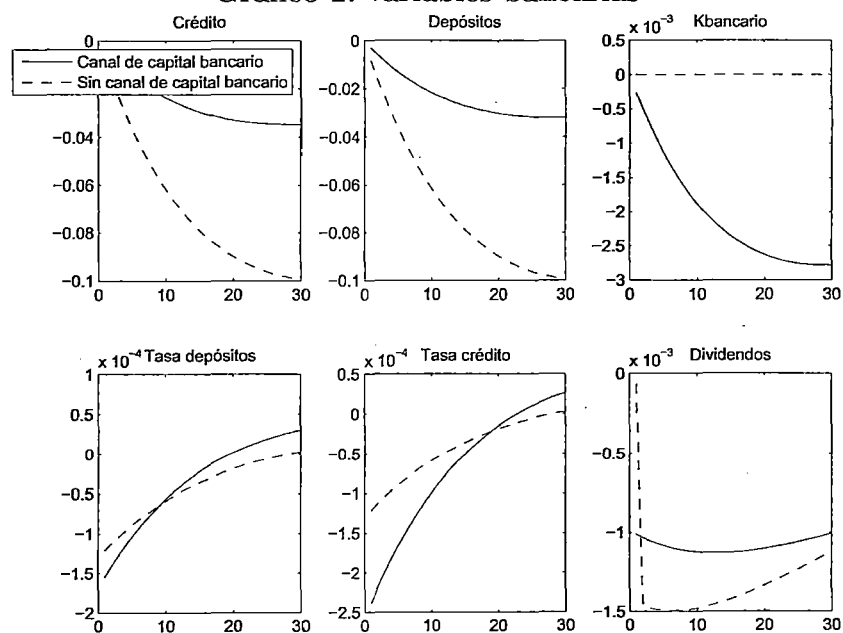 Crédito
0
-0.04
-0.06
-0.08
-0.1
0 10 20 30
Canal de capital bancario
Sin canal de capital bancario
Depósitos
0
-0.02
-0.04
-0.06
-0.08
-0.1
0 10 20 30
Kbancario
x 10⁻³
0.5
0
-0.5
-1
-1.5
-2
-2.5
-3
0 10 20 30
Tasa depósitos
x 10⁻⁴
1
0.5
0
-0.5
-1
-1.5
-2
0 10 20 30
Tasa crédito
x 10⁻⁴
0.5
0
-0.5
-1
-1.5
-2
-2.5
0 10 20 30
Dividendos
x 10⁻³
0
-0.5
-1
-1.5
0 10 20 30